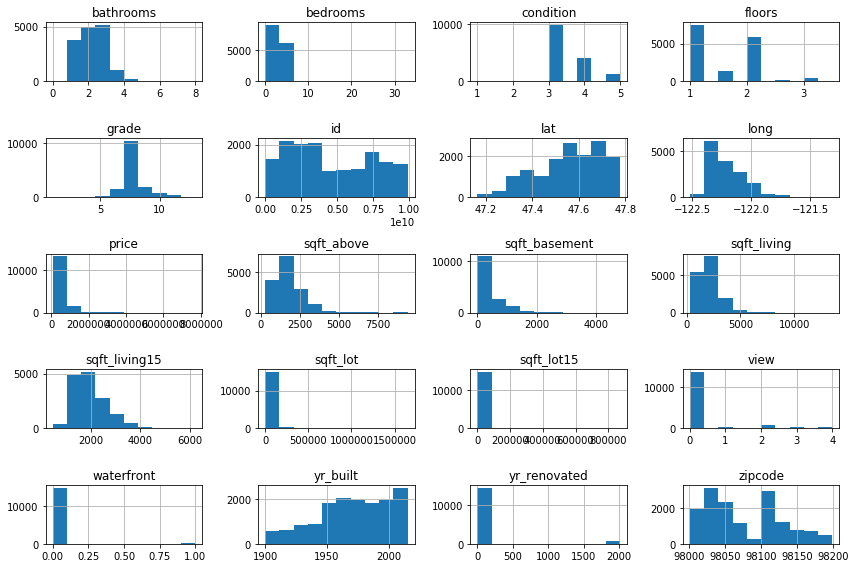 bathrooms bedrooms condition floors
5000 0 5000 0 10000 0 5000 0
0 2 4 6 8 0 10 20 30 1 2 3 4 5 1 2 3
grade id lat long
10000 0 2000 0 2000 0 5000 0
5 10 0.00 0.25 0.50 0.75 1.00 47.2 47.4 47.6 47.8 −122.5 −122.0 −121.5
1e10
price sqft_above sqft_basement sqft_living
10000 0 5000 0 10000 0 5000 0
0 2000000 4000000 6000000 8000000 0 2500 5000 7500 0 2000 4000 0 5000 10000
sqft_living15 sqft_lot sqft_lot15 view
5000 0 10000 0 10000 0 10000 0
2000 4000 6000 0 500000 1000000 1500000 0 200000 400000 600000 800000 0 1 2 3 4
waterfront yr_built yr_renovated zipcode
10000 0 2000 0 10000 0 2000 0
0.00 0.25 0.50 0.75 1.00 1900 1950 2000 0 500 1000 1500 2000 98000 98050 98100 98150 98200